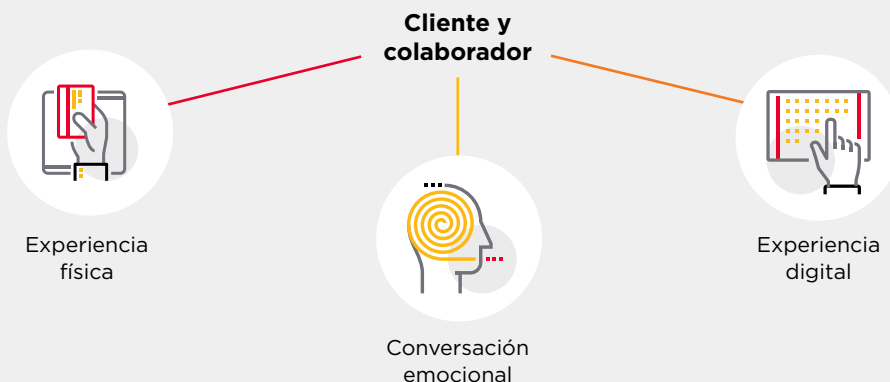 Cliente y
colaborador
Experiencia
física
Conversación
emocional
Experiencia
digital